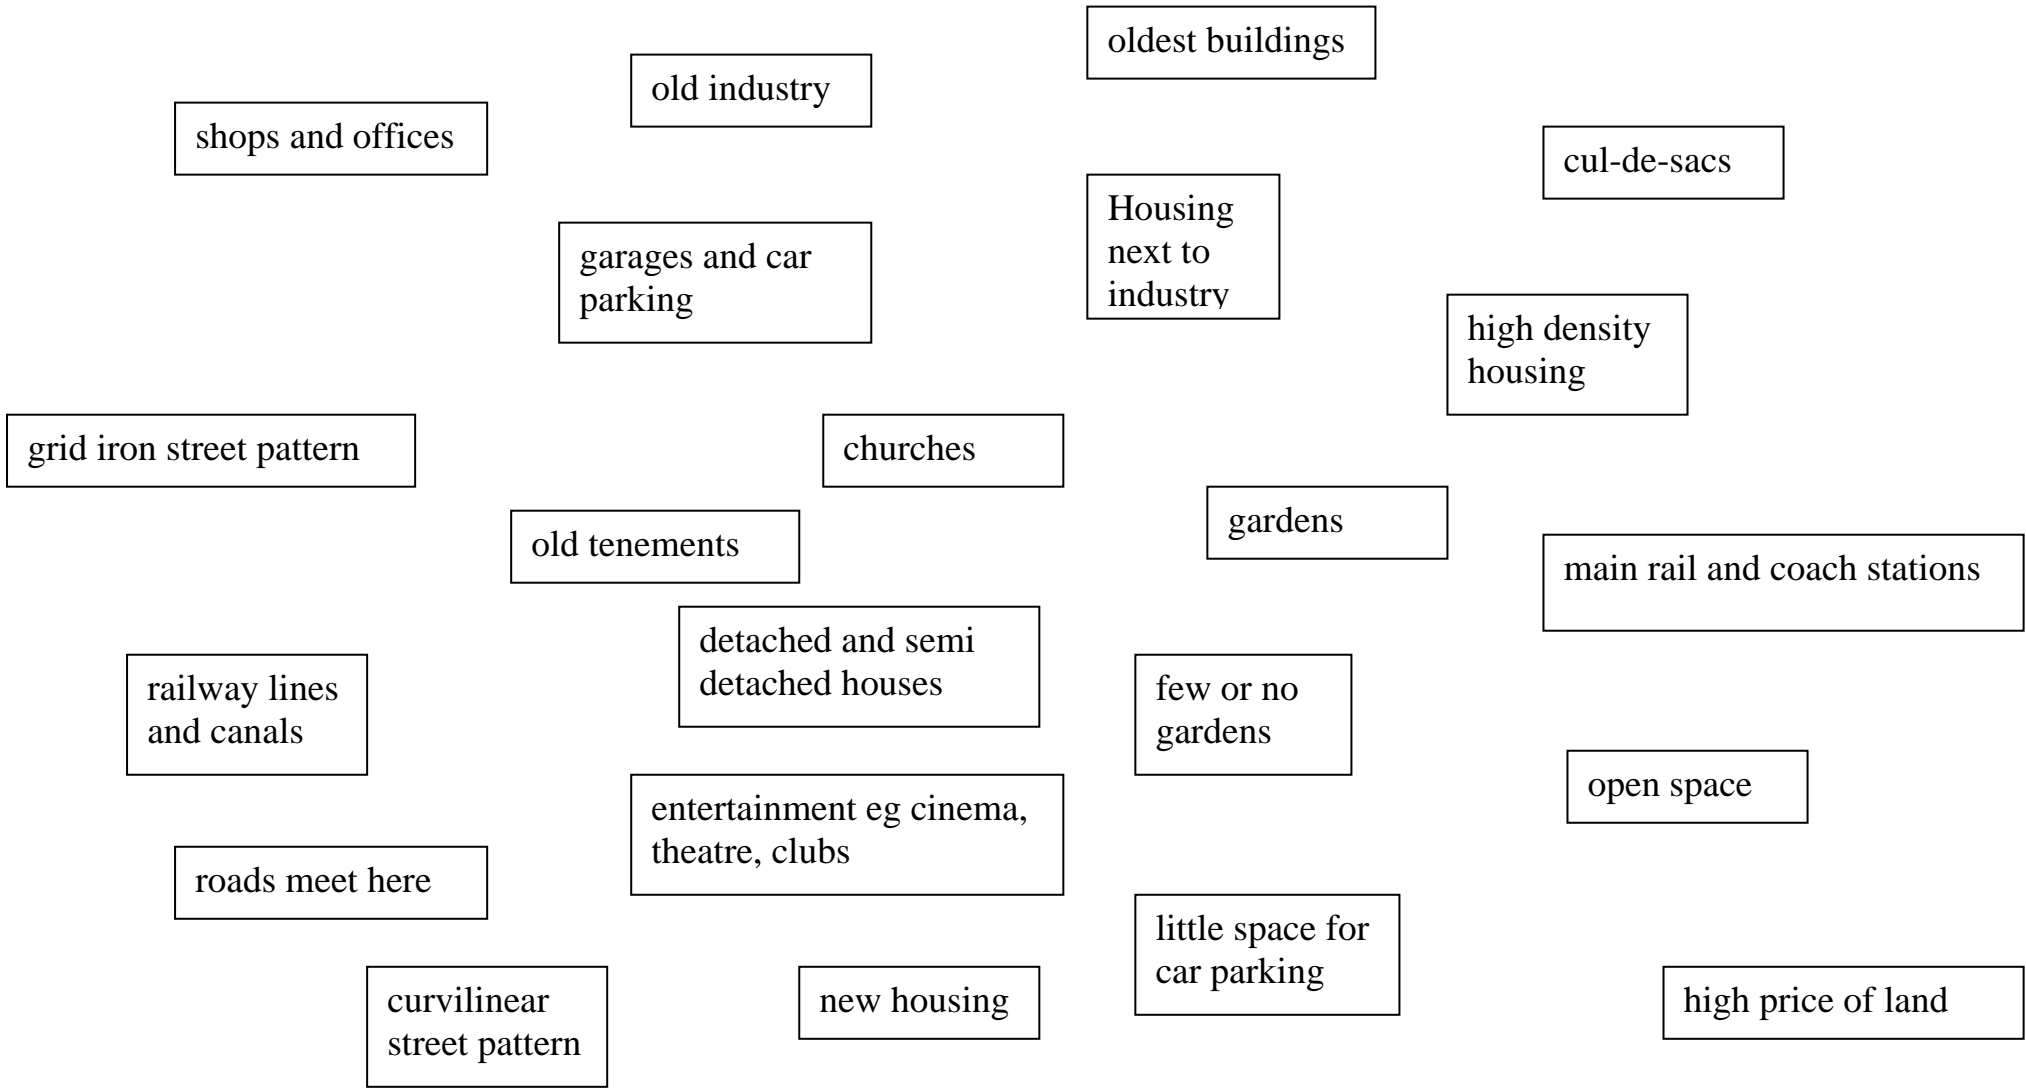 oldest buildings
old industry
shops and offices
cul-de-sacs
Housing
next to
industry
garages and car
parking
high density
housing
grid iron street pattern
churches
gardens
old tenements
main rail and coach stations
detached and semi
detached houses
railway lines
and canals
few or no
gardens
open space
entertainment eg cinema,
theatre, clubs
roads meet here
little space for
car parking
curvilinear
street pattern
new housing
high price of land